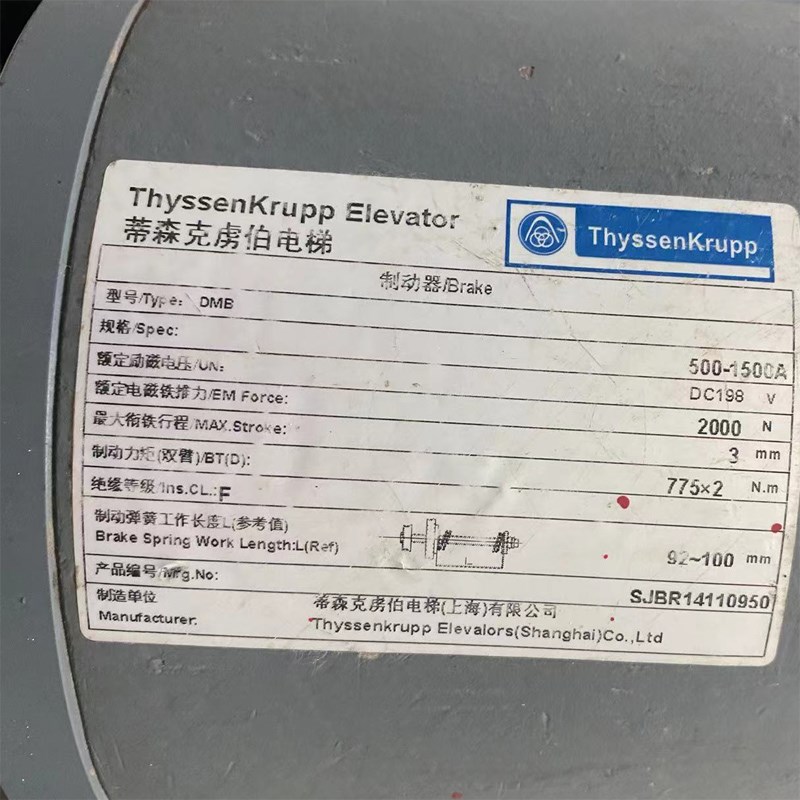 ThyssenKrupp Elevator
蒂森克虏伯电梯
ThyssenKrupp
制动器/Brake
型号/Type: DMB
规格/Spec: 500-1500A
额定励磁电压/UN: DC198 V
额定电磁铁推力/EM Force: 2000 N
最大衔铁行程/MAX.Stroke: 3 mm
制动力矩(双臂)/BT(D): 775×2 N.m
绝缘等级/Ins.CL.: F
制动弹簧工作长度L(参考值)
Brake Spring Work Length:L(Ref) 92~100 mm
L
产品编号/Mfg.No: SJBR14110950
制造单位 蒂森克虏伯电梯(上海)有限公司
Manufacturer: Thyssenkrupp Elevalors(Shanghai)Co.,Ltd